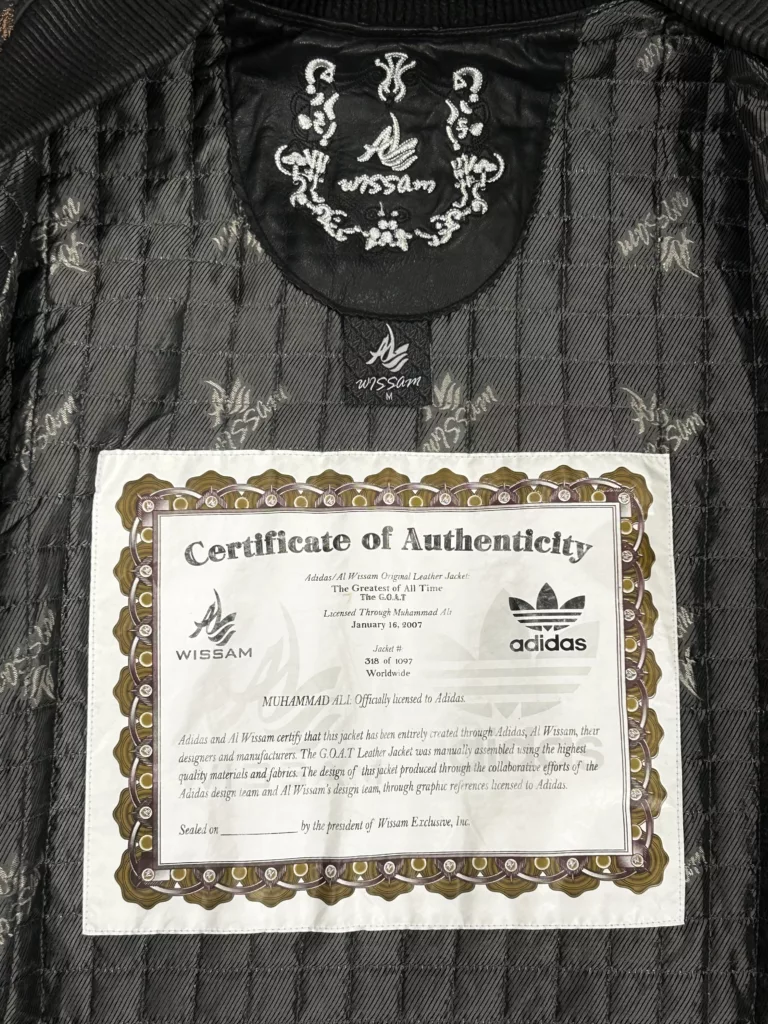 WISSAM
WISSAM
M
Certificate of Authenticity
Adidas/Al Wissam Original Leather Jacket:
The Greatest of All Time
The G.O.A.T
Licensed Through Muhammad Ali
January 16, 2007
WISSAM
adidas
Jacket #
318 of 1097
Worldwide
MUHAMMAD ALI. Officially licensed to Adidas.
Adidas and Al Wissam certify that this jacket has been entirely created through Adidas, Al Wissam, their
designers and manufacturers. The G.O.A.T Leather Jacket was manually assembled using the highest
quality materials and fabrics. The design of this jacket produced through the collaborative efforts of the
Adidas design team and Al Wissam's design team, through graphic references licensed to Adidas.
Sealed on ____________ by the president of Wissam Exclusive, Inc.